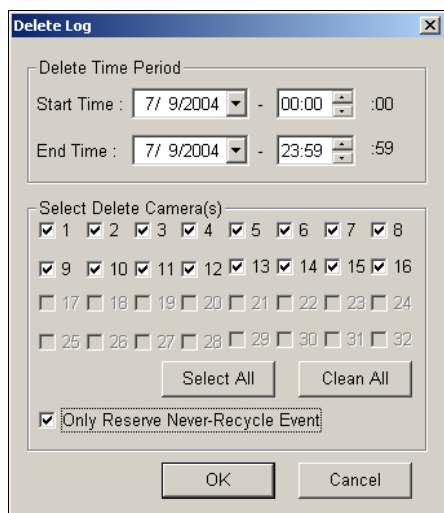 Delete Log
Delete Time Period
Start Time : 7/ 9/2004 - 00:00 :00
End Time : 7/ 9/2004 - 23:59 :59
Select Delete Camera(s)
1 2 3 4 5 6 7 8
9 10 11 12 13 14 15 16
17 18 19 20 21 22 23 24
25 26 27 28 29 30 31 32
Select All Clean All
Only Reserve Never-Recycle Event
OK Cancel